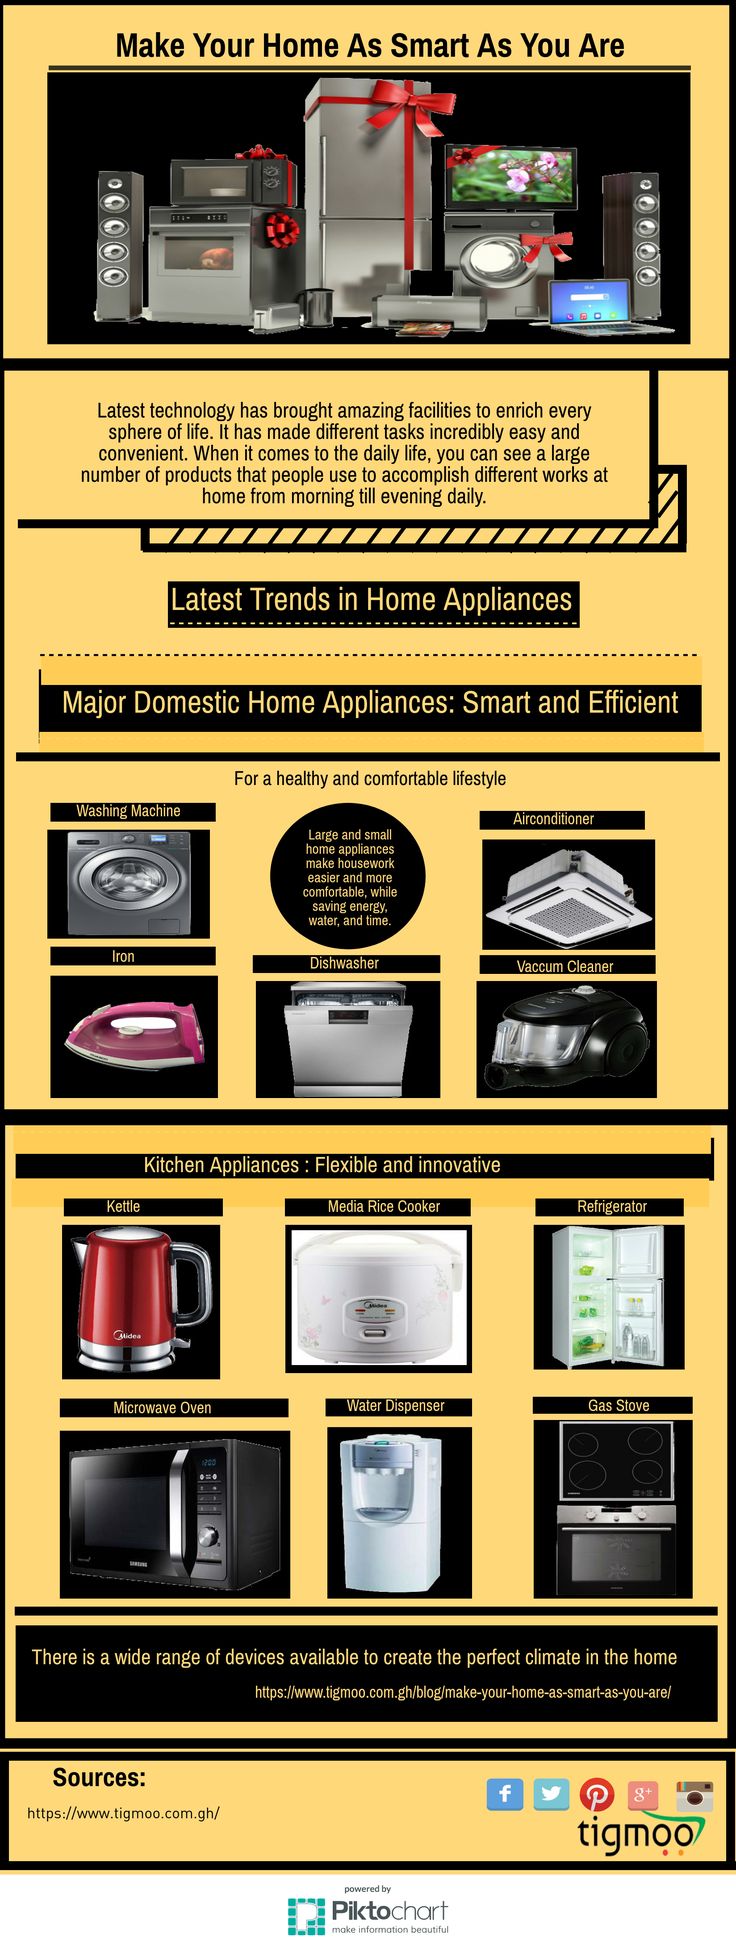 Make Your Home As Smart As You Are
Latest technology has brought amazing facilities to enrich every
sphere of life. It has made different tasks incredibly easy and
convenient. When it comes to the daily life, you can see a large
number of products that people use to accomplish different works at
home from morning till evening daily.
Latest Trends in Home Appliances
Major Domestic Home Appliances: Smart and Efficient
For a healthy and comfortable lifestyle
Washing Machine
Large and small
home appliances
make housework
easier and more
comfortable, while
saving energy,
water, and time.
Airconditioner
Iron
Dishwasher
Vaccum Cleaner
Kitchen Appliances : Flexible and innovative
Kettle
Media Rice Cooker
Refrigerator
Midea
Midea
Microwave Oven
Water Dispenser
Gas Stove
12:00
SAMSUNG
There is a wide range of devices available to create the perfect climate in the home
https://www.tigmoo.com.gh/blog/make-your-home-as-smart-as-you-are/
Sources:
https://www.tigmoo.com.gh/
f
g+
tigmoo
powered by
Piktochart
make information beautiful